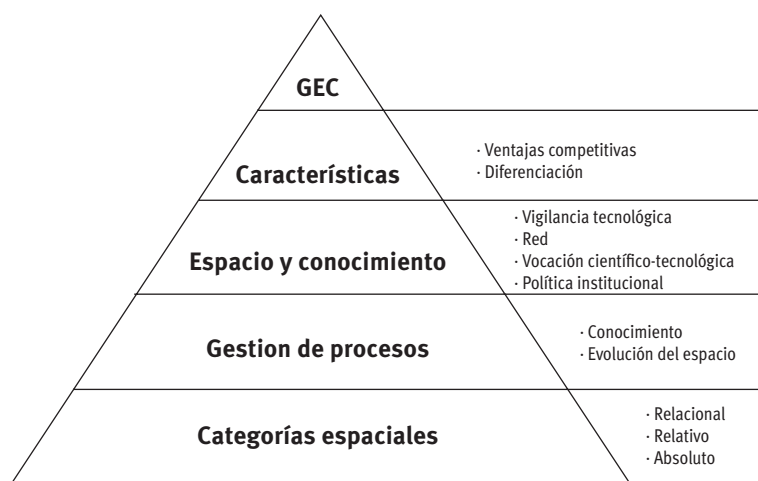 GEC
Características
· Ventajas competitivas
· Diferenciación
Espacio y conocimiento
· Vigilancia tecnológica
· Red
· Vocación científico-tecnológica
· Política institucional
Gestion de procesos
· Conocimiento
· Evolución del espacio
Categorías espaciales
· Relacional
· Relativo
· Absoluto